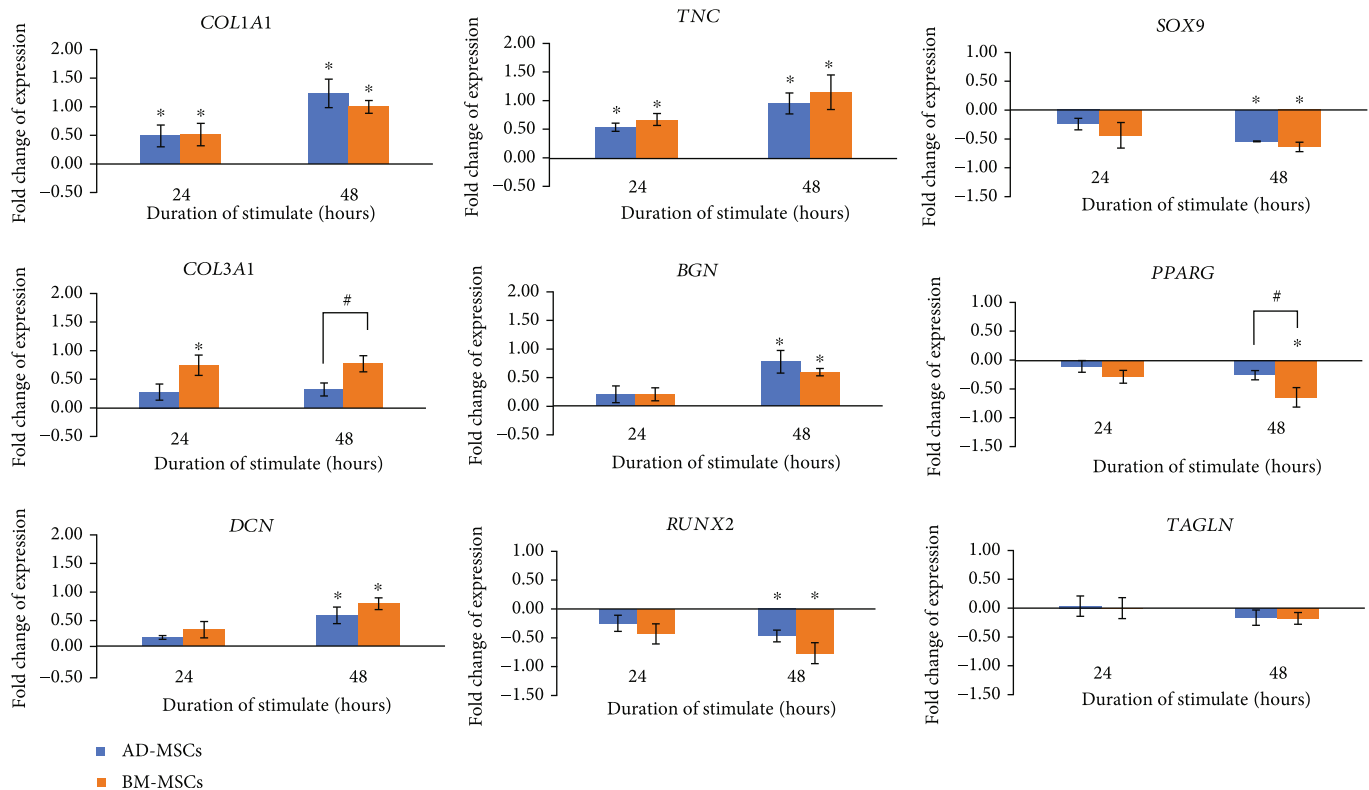 COL1A1
Fold change of expression
2.00
1.50
1.00
0.50
0.00
−0.50
* * * *
24 48
Duration of stimulate (hours)
TNC
Fold change of expression
2.00
1.50
1.00
0.50
0.00
−0.50
* * * *
24 48
Duration of stimulate (hours)
SOX9
Fold change of expression
1.00
0.50
0.00
−0.50
−1.00
−1.50
* *
24 48
Duration of stimulate (hours)
COL3A1
Fold change of expression
2.00
1.50
1.00
0.50
0.00
−0.50
#
*
24 48
Duration of stimulate (hours)
BGN
Fold change of expression
2.00
1.50
1.00
0.50
0.00
−0.50
* *
24 48
Duration of stimulate (hours)
PPARG
Fold change of expression
1.00
0.50
0.00
−0.50
−1.00
−1.50
#
*
24 48
Duration of stimulate (hours)
DCN
Fold change of expression
2.00
1.50
1.00
0.50
0.00
−0.50
* *
24 48
Duration of stimulate (hours)
RUNX2
Fold change of expression
1.00
0.50
0.00
−0.50
−1.00
−1.50
* *
24 48
Duration of stimulate (hours)
TAGLN
Fold change of expression
1.00
0.50
0.00
−0.50
−1.00
−1.50
24 48
Duration of stimulate (hours)
AD-MSCs
BM-MSCs